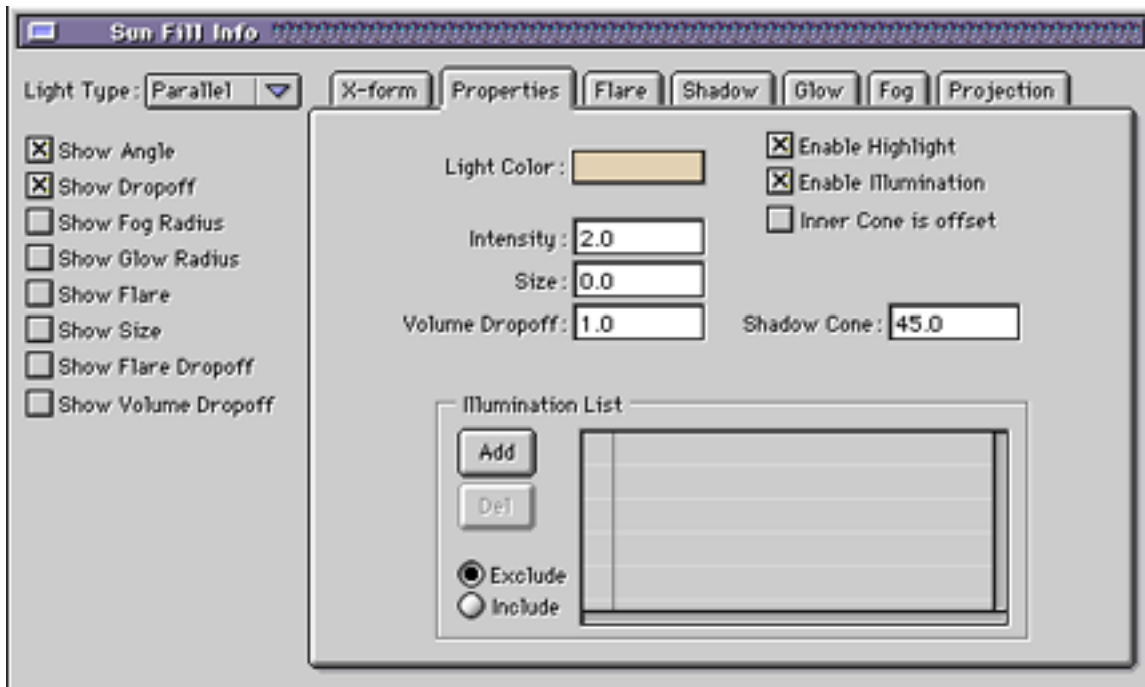 Sun Fill Info
Light Type: Parallel
X-form Properties Flare Shadow Glow Fog Projection
Show Angle
Show Dropoff
Show Fog Radius
Show Glow Radius
Show Flare
Show Size
Show Flare Dropoff
Show Volume Dropoff
Light Color:
Enable Highlight
Enable Illumination
Inner Cone is offset
Intensity: 2.0
Size: 0.0
Volume Dropoff: 1.0
Shadow Cone: 45.0
Illumination List
Add
Del
Exclude
Include